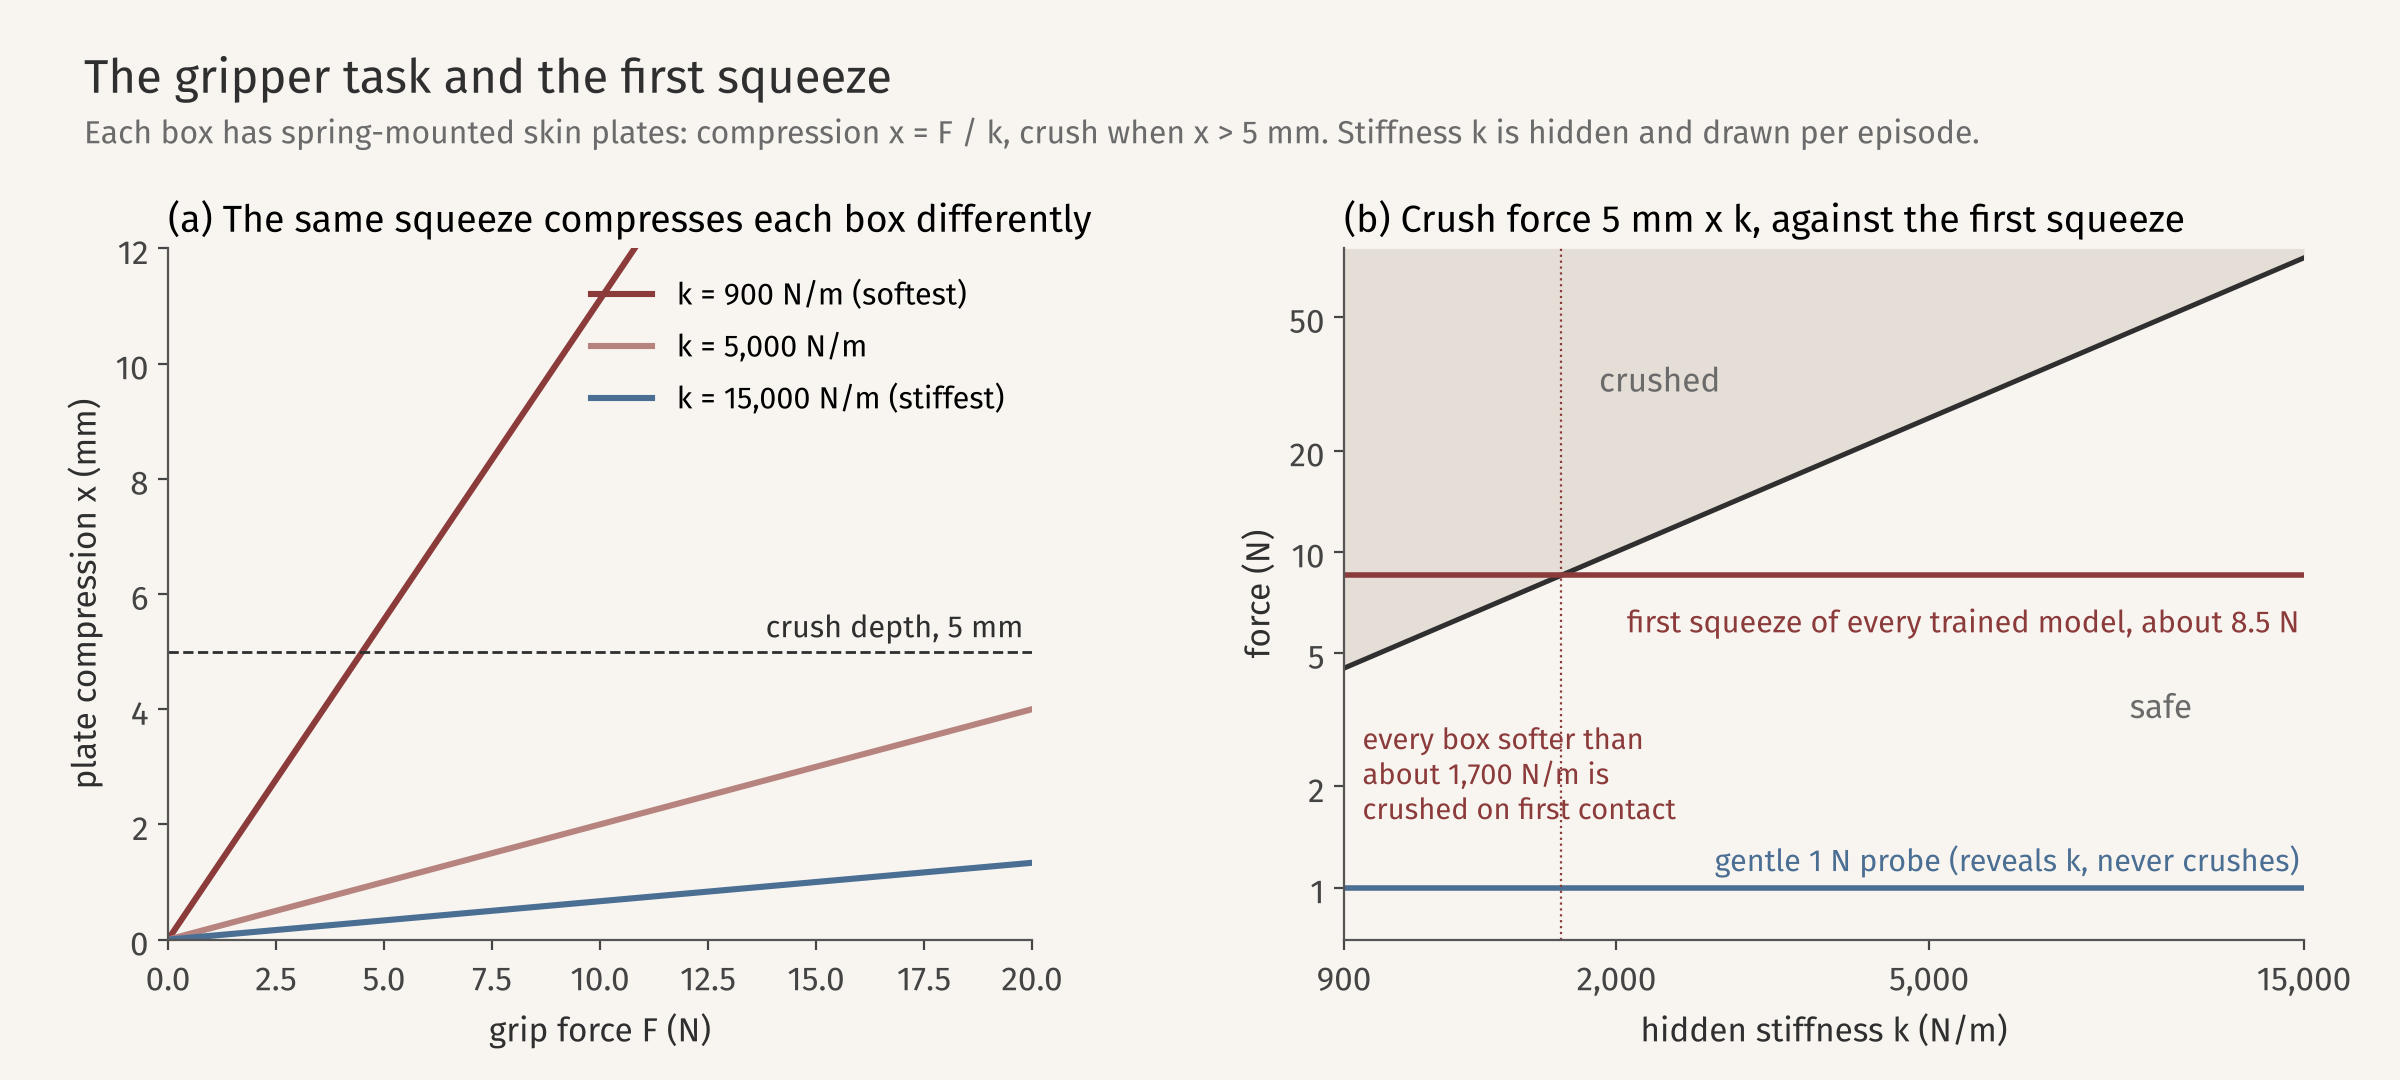 The gripper task and the first squeeze
Each box has spring-mounted skin plates: compression x = F / k, crush when x > 5 mm. Stiffness k is hidden and drawn per episode.
(a) The same squeeze compresses each box differently
12
10
8
6
4
2
0
plate compression x (mm)
k = 900 N/m (softest)
k = 5,000 N/m
k = 15,000 N/m (stiffest)
crush depth, 5 mm
0.0 2.5 5.0 7.5 10.0 12.5 15.0 17.5 20.0
grip force F (N)
(b) Crush force 5 mm x k, against the first squeeze
50
20
10
5
2
1
force (N)
crushed
first squeeze of every trained model, about 8.5 N
safe
every box softer than
about 1,700 N/m is
crushed on first contact
gentle 1 N probe (reveals k, never crushes)
900 2,000 5,000 15,000
hidden stiffness k (N/m)